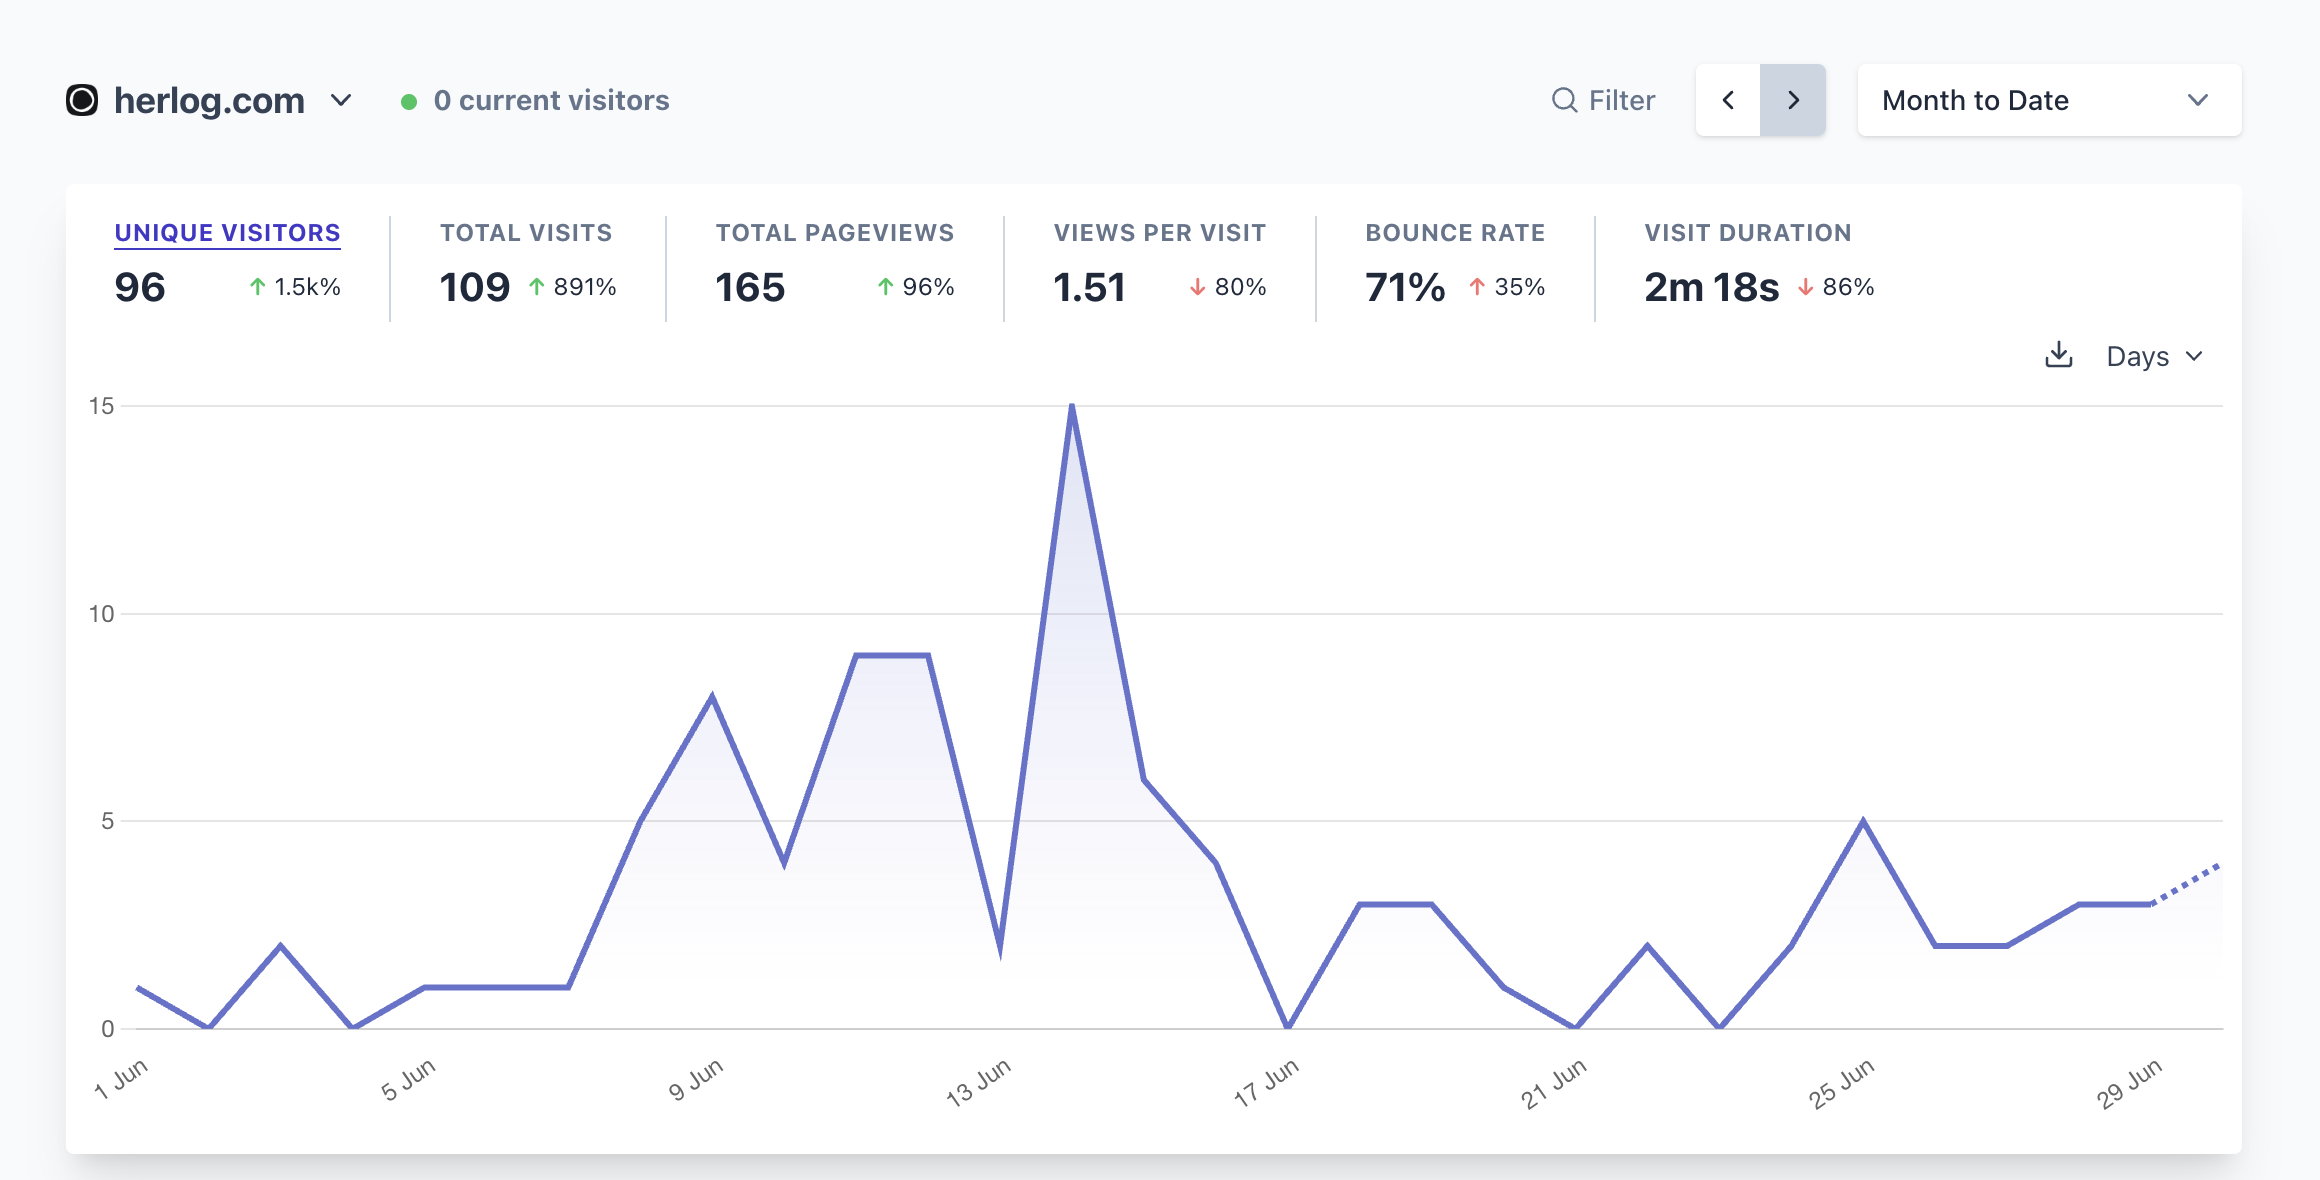 herlog.com
0 current visitors
Filter
Month to Date
UNIQUE VISITORS
96 ↑ 1.5k%
TOTAL VISITS
109 ↑ 891%
TOTAL PAGEVIEWS
165 ↑ 96%
VIEWS PER VISIT
1.51 ↓ 80%
BOUNCE RATE
71% ↑ 35%
VISIT DURATION
2m 18s ↓ 86%
Days
15
10
5
0
1 Jun
5 Jun
9 Jun
13 Jun
17 Jun
21 Jun
25 Jun
29 Jun